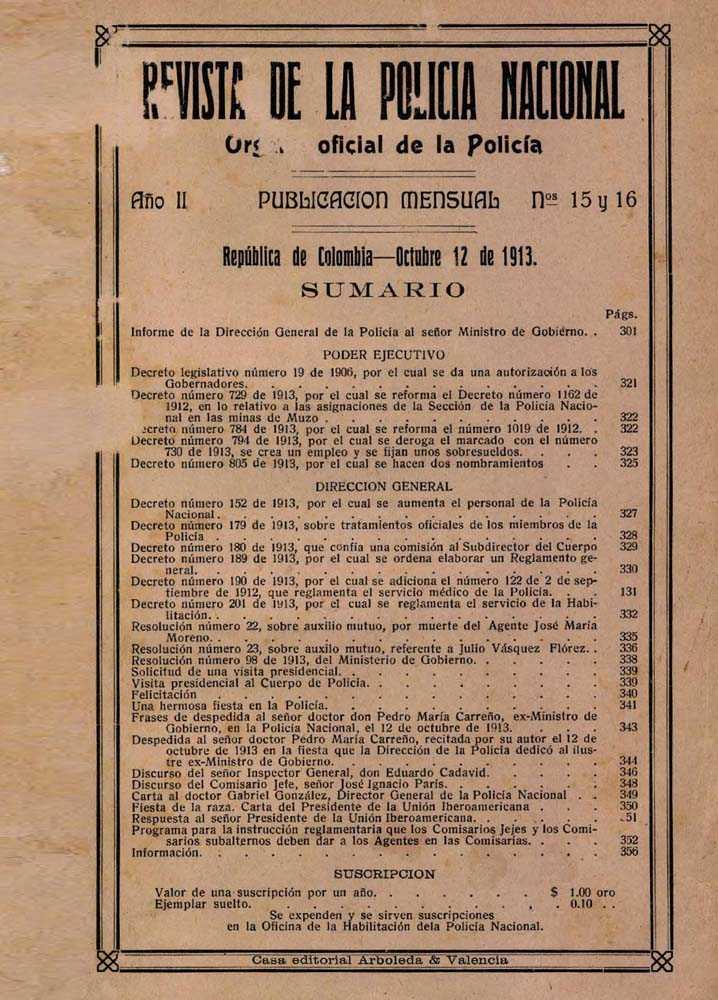 REVISTA DE LA POLICIA NACIONAL
oficial de la Policía
Año II PUBLICACION MENSUAL Nos 15 y 16
República de Colombia—Octubre 12 de 1913.
SUMARIO
Págs.
Informe de la Dirección General de la Policía al señor Ministro de Gobierno. . 301
PODER EJECUTIVO
Decreto legislativo número 19 de 1906, por el cual se da una autorización a los
Gobernadores. . . . . . . . . . . . . . 321
Decreto número 729 de 1913, por el cual se reforma el Decreto número 1162 de
1912, en lo relativo a las asignaciones de la Sección de la Policía Nacio-
nal en las minas de Muzo . . . . . . . . . . 322
creto número 784 de 1913, por el cual se reforma el número 1019 de 1912. . 322
Decreto número 794 de 1913, por el cual se deroga el marcado con el número
730 de 1913, se crea un empleo y se fijan unos sobresueldos. . . 323
Decreto número 805 de 1913, por el cual se hacen dos nombramientos . . 325
DIRECCION GENERAL
Decreto número 152 de 1913, por el cual se aumenta el personal de la Policía
Nacional. . . . . . . . . . . . . . 327
Decreto número 179 de 1913, sobre tratamientos oficiales de los miembros de la
Policía . . . . . . . . . . . . . . 328
Decreto número 180 de 1913, que confía una comisión al Subdirector del Cuerpo 329
Decreto número 189 de 1913, por el cual se ordena elaborar un Reglamento ge-
neral. . . . . . . . . . . . . . . 330
Decreto número 190 de 1913, por el cual se adiciona el número 122 de 2 de sep-
tiembre de 1912, que reglamenta el servicio médico de la Policía. . . 131
Decreto número 201 de 1913, por el cual se reglamenta el servicio de la Habi-
litación. . . . . . . . . . . . . . 332
Resolución número 22, sobre auxilio mutuo, por muerte del Agente José María
Moreno. . . . . . . . . . . . . . 335
Resolución número 23, sobre auxilo mutuo, referente a Julio Vásquez Flórez. . 336
Resolución número 98 de 1913, del Ministerio de Gobierno. . . . . . 338
Solicitud de una visita presidencial. . . . . . . . . . 339
Visita presidencial al Cuerpo de Policía. . . . . . . . . 339
Felicitación . . . . . . . . . . . . . 340
Una hermosa fiesta en la Policía. . . . . . . . . . 341
Frases de despedida al señor doctor don Pedro María Carreño, ex-Ministro de
Gobierno, en la Policía Nacional, el 12 de octubre de 1913. . . . 343
Despedida al señor doctor Pedro María Carreño, recitada por su autor el 12 de
octubre de 1913 en la fiesta que la Dirección de la Policía dedicó al ilus-
tre ex-Ministro de Gobierno. . . . . . . . . . 344
Discurso del señor Inspector General, don Eduardo Cadavid. . . . . 346
Discurso del Comisario Jefe, señor José Ignacio París. . . . . . 348
Carta al doctor Gabriel González, Director General de la Policía Nacional . . 349
Fiesta de la raza. Carta del Presidente de la Unión Iberoamericana . . . 350
Respuesta al señor Presidente de la Unión Iberoamericana. . . . . 51
Programa para la instrucción reglamentaria que los Comisarios Jejes y los Comi-
sarios subalternos deben dar a los Agentes en las Comisarías. . . . 352
Información. . . . . . . . . . . . . . 356
SUSCRIPCION
Valor de una suscripción por un año. . . . . . . $ 1.00 oro
Ejemplar suelto. . . . . . . . . . . 0.10 . .
Se expenden y se sirven suscripciones
en la Oficina de la Habilitación dela Policía Nacional.
Casa editorial Arboleda & Valencia